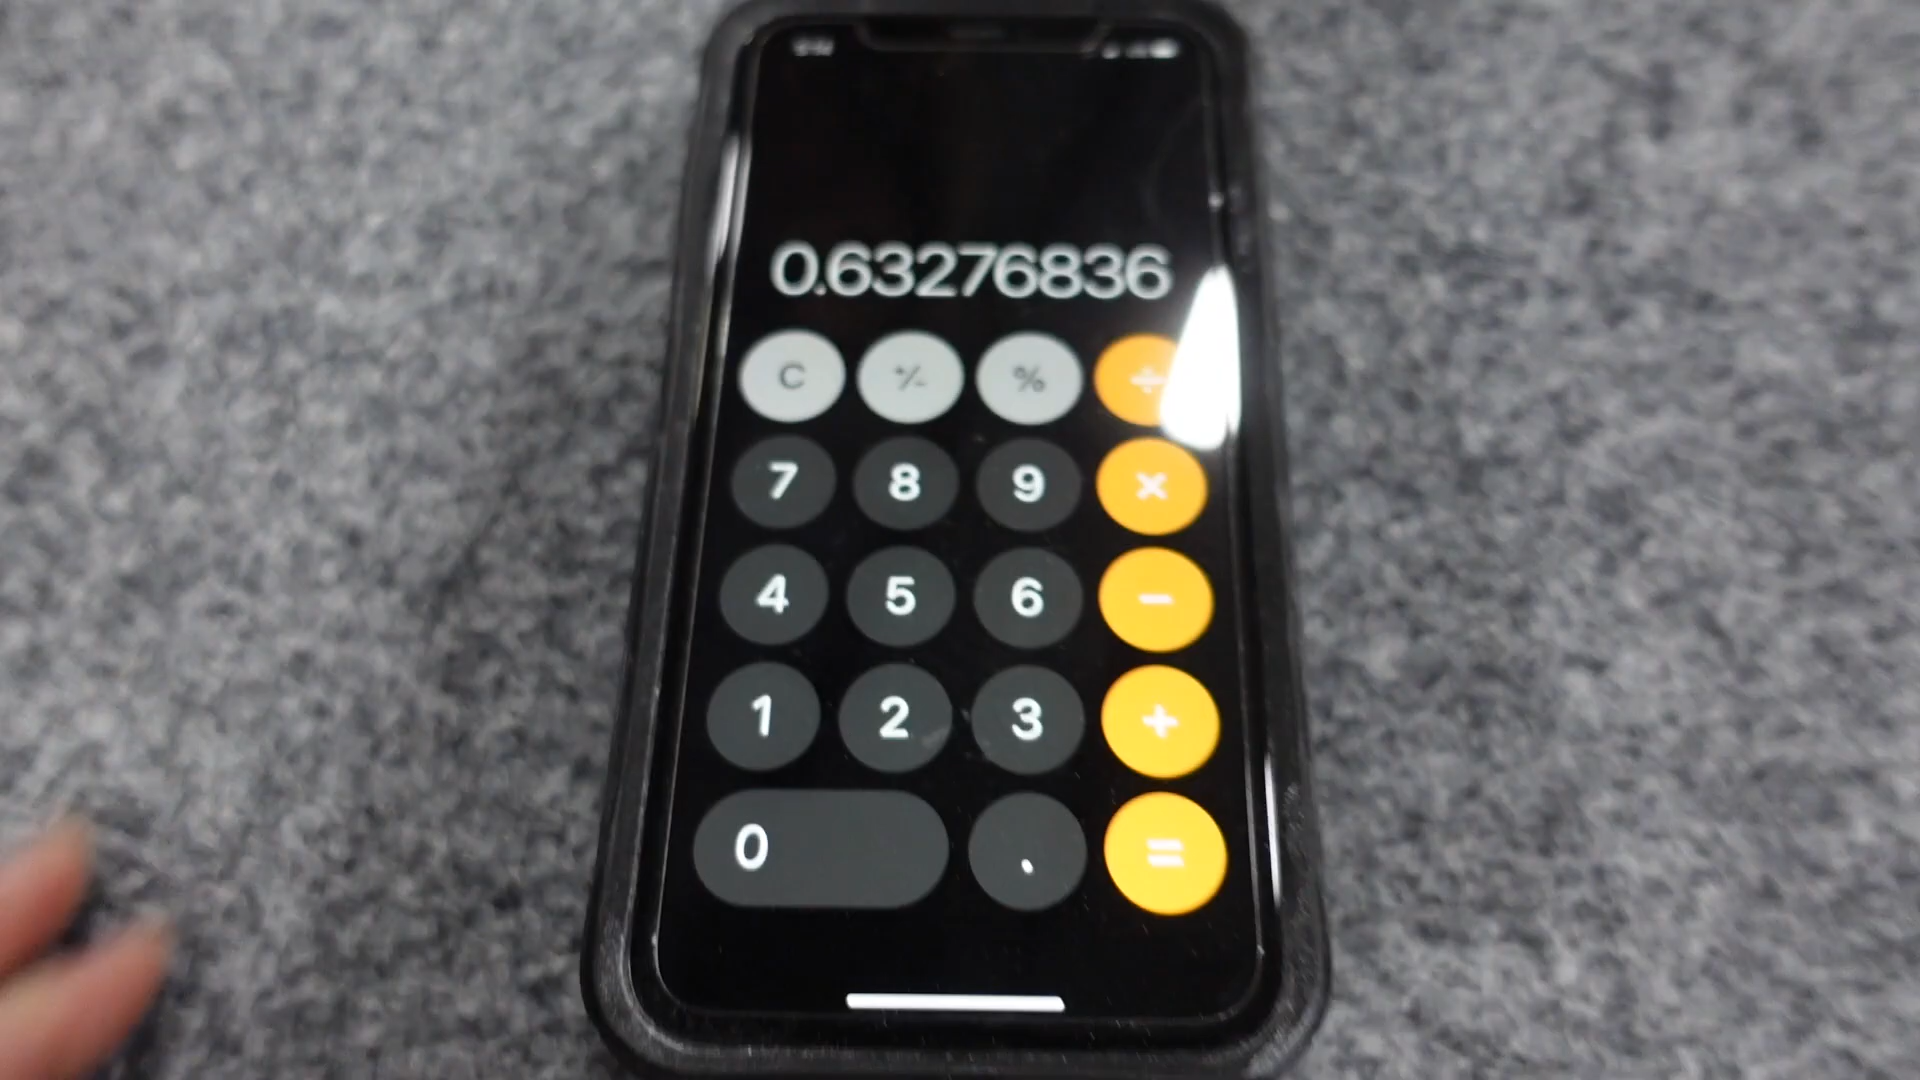 0.63276836
C +/- % ÷
7 8 9 ×
4 5 6 −
1 2 3 +
0 . =